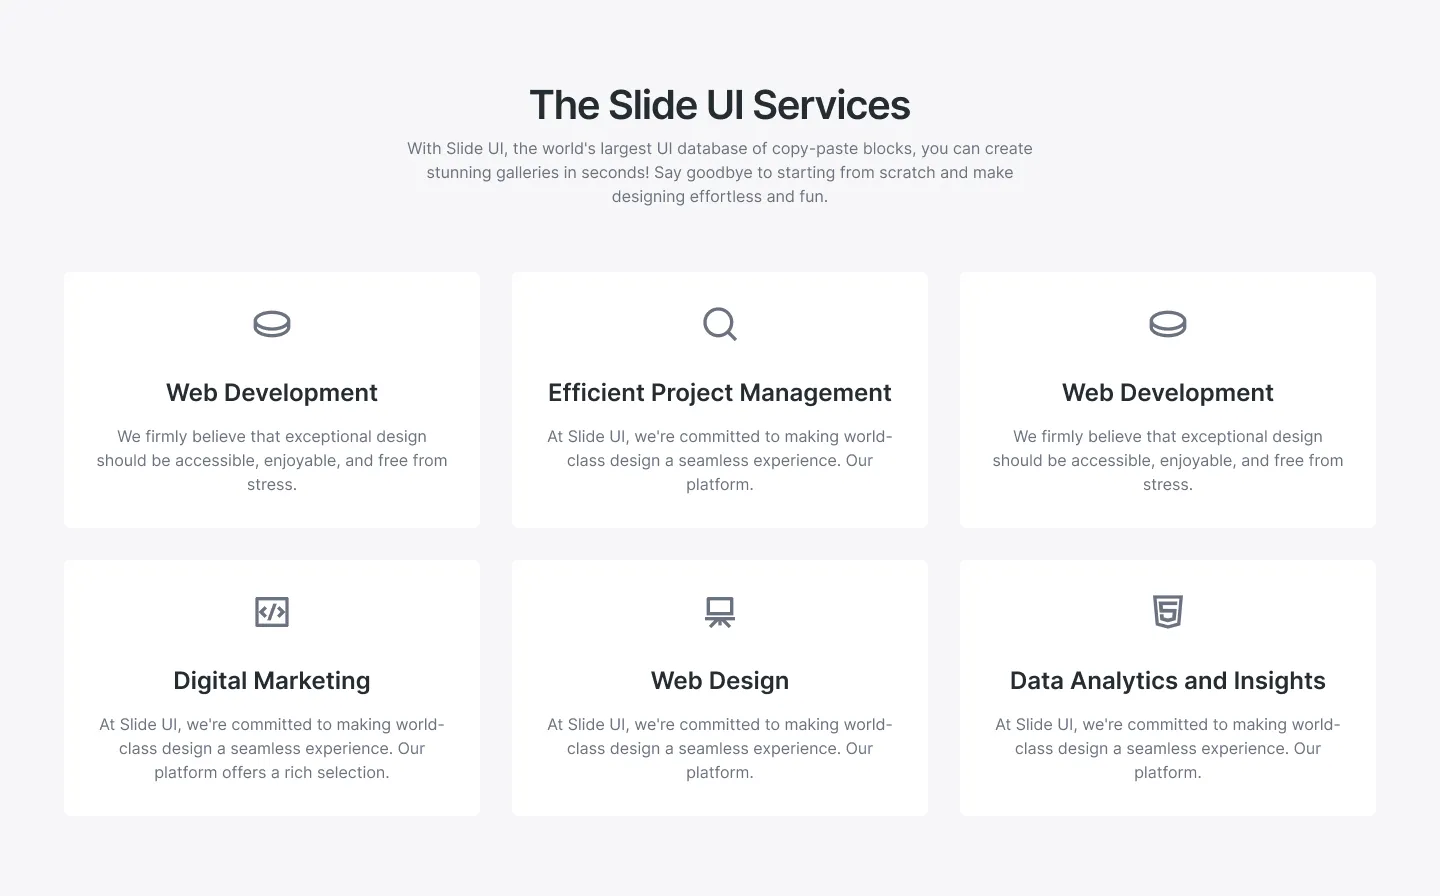 The Slide UI Services
With Slide UI, the world's largest UI database of copy-paste blocks, you can create
stunning galleries in seconds! Say goodbye to starting from scratch and make
designing effortless and fun.
Web Development
We firmly believe that exceptional design
should be accessible, enjoyable, and free from
stress.
Efficient Project Management
At Slide UI, we're committed to making world-
class design a seamless experience. Our
platform.
Web Development
We firmly believe that exceptional design
should be accessible, enjoyable, and free from
stress.
Digital Marketing
At Slide UI, we're committed to making world-
class design a seamless experience. Our
platform offers a rich selection.
Web Design
At Slide UI, we're committed to making world-
class design a seamless experience. Our
platform.
Data Analytics and Insights
At Slide UI, we're committed to making world-
class design a seamless experience. Our
platform.